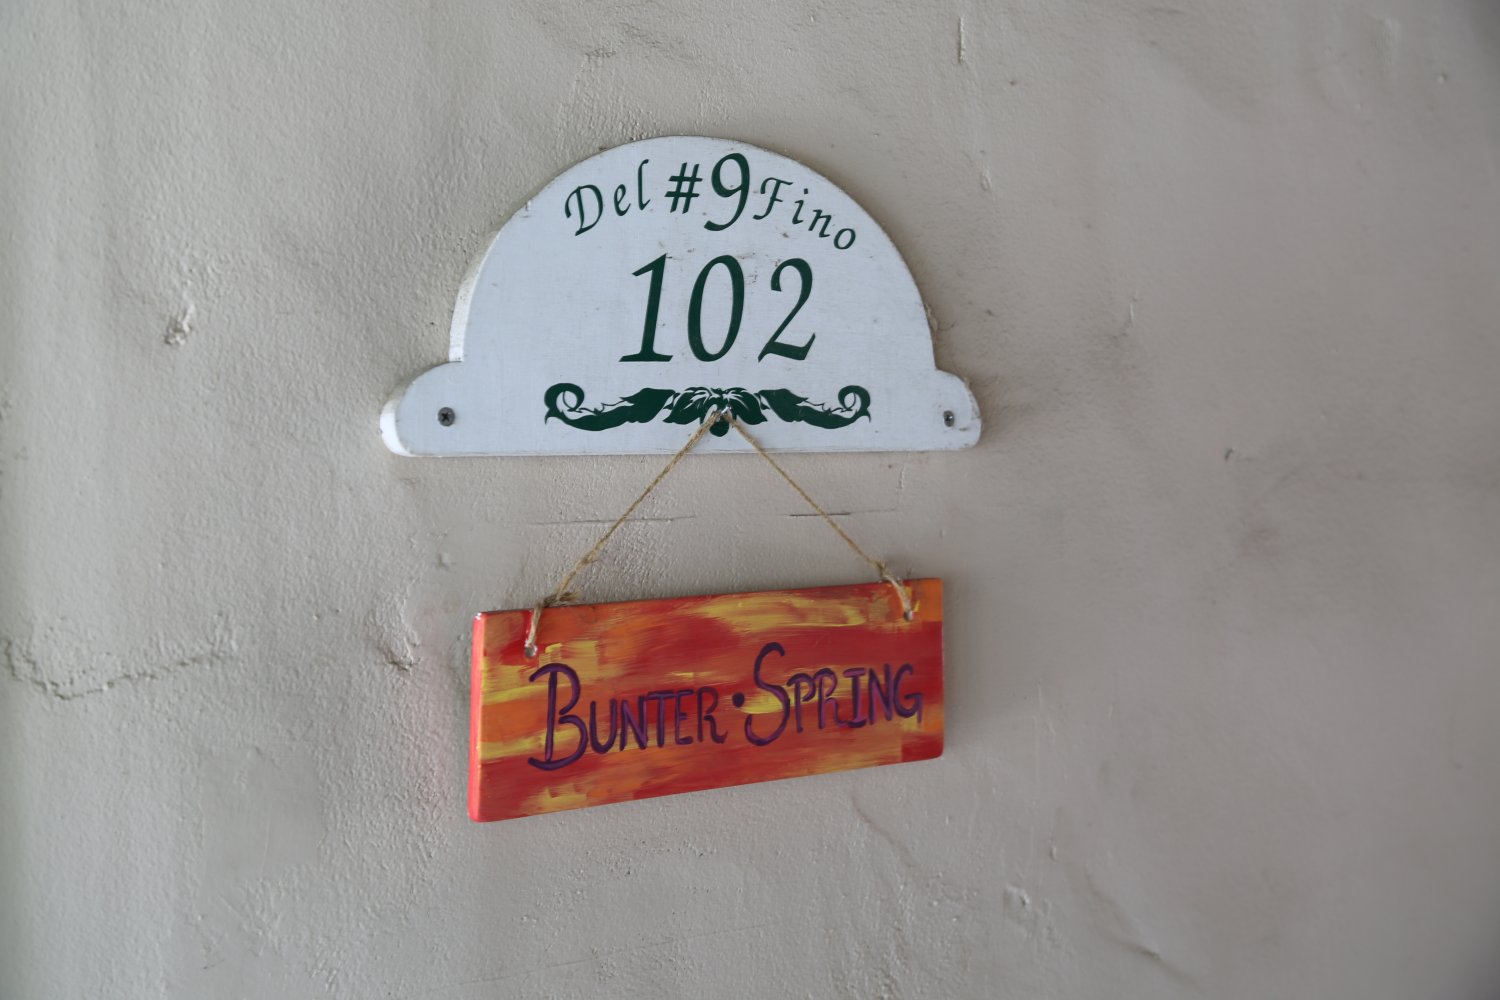 Del #9 Fino
102
BUNTER • SPRING